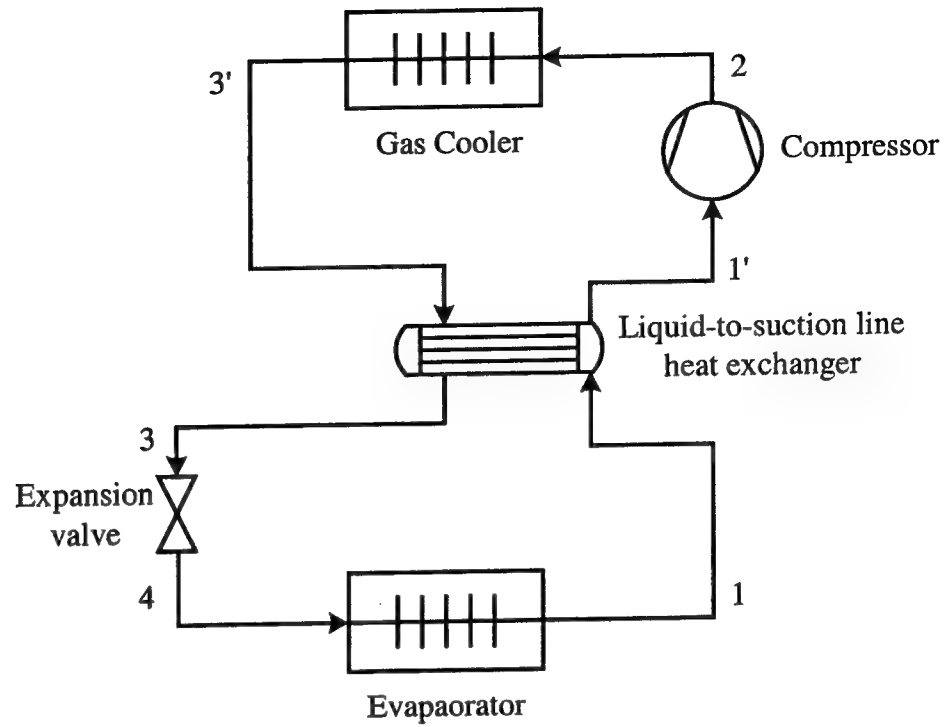 3'
2
Gas Cooler
Compressor
1'
Liquid-to-suction line
heat exchanger
3
Expansion
valve
4
1
Evapaorator